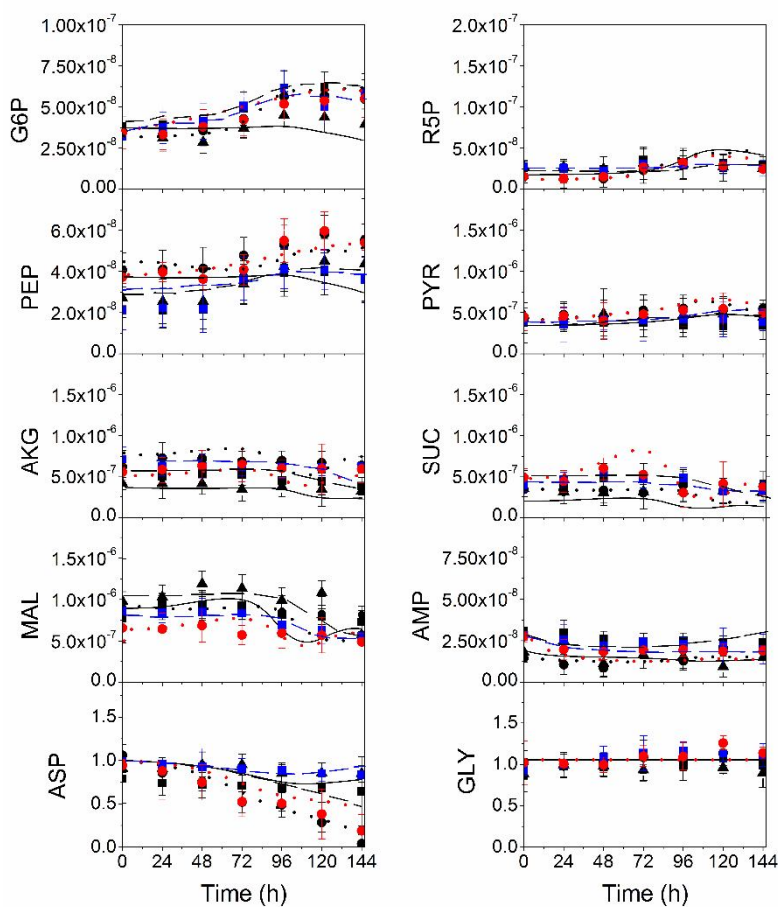 1.00x10⁻⁷
7.50x10⁻⁸
5.00x10⁻⁸
2.50x10⁻⁸
0.00
G6P
2.0x10⁻⁷
1.5x10⁻⁷
1.0x10⁻⁷
5.0x10⁻⁸
0.0
R5P
6.0x10⁻⁸
4.0x10⁻⁸
2.0x10⁻⁸
0.0
PEP
1.5x10⁻⁶
1.0x10⁻⁶
5.0x10⁻⁷
0.0
PYR
1.5x10⁻⁶
1.0x10⁻⁶
5.0x10⁻⁷
0.0
AKG
1.5x10⁻⁶
1.0x10⁻⁶
5.0x10⁻⁷
0.0
SUC
1.5x10⁻⁶
1.0x10⁻⁶
5.0x10⁻⁷
MAL
7.5x10⁻⁸
5.0x10⁻⁸
2.5x10⁻⁸
0.0
AMP
1.5
1.0
0.5
0.0
ASP
0 24 48 72 96 120 144
Time (h)
1.5
1.0
0.5
0.0
GLY
0 24 48 72 96 120 144
Time (h)